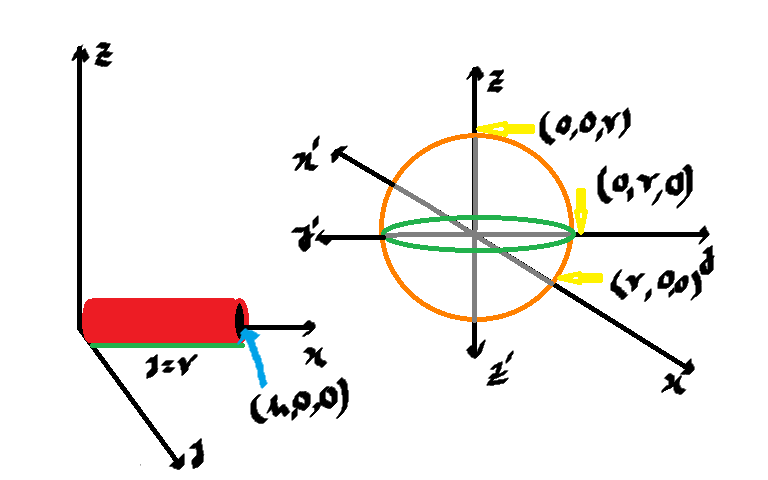 z
x
y
y=r
(h,0,0)
z
(0,0,r)
x'
(0,r,0)
y'
y
(r,0,0)
z'
x